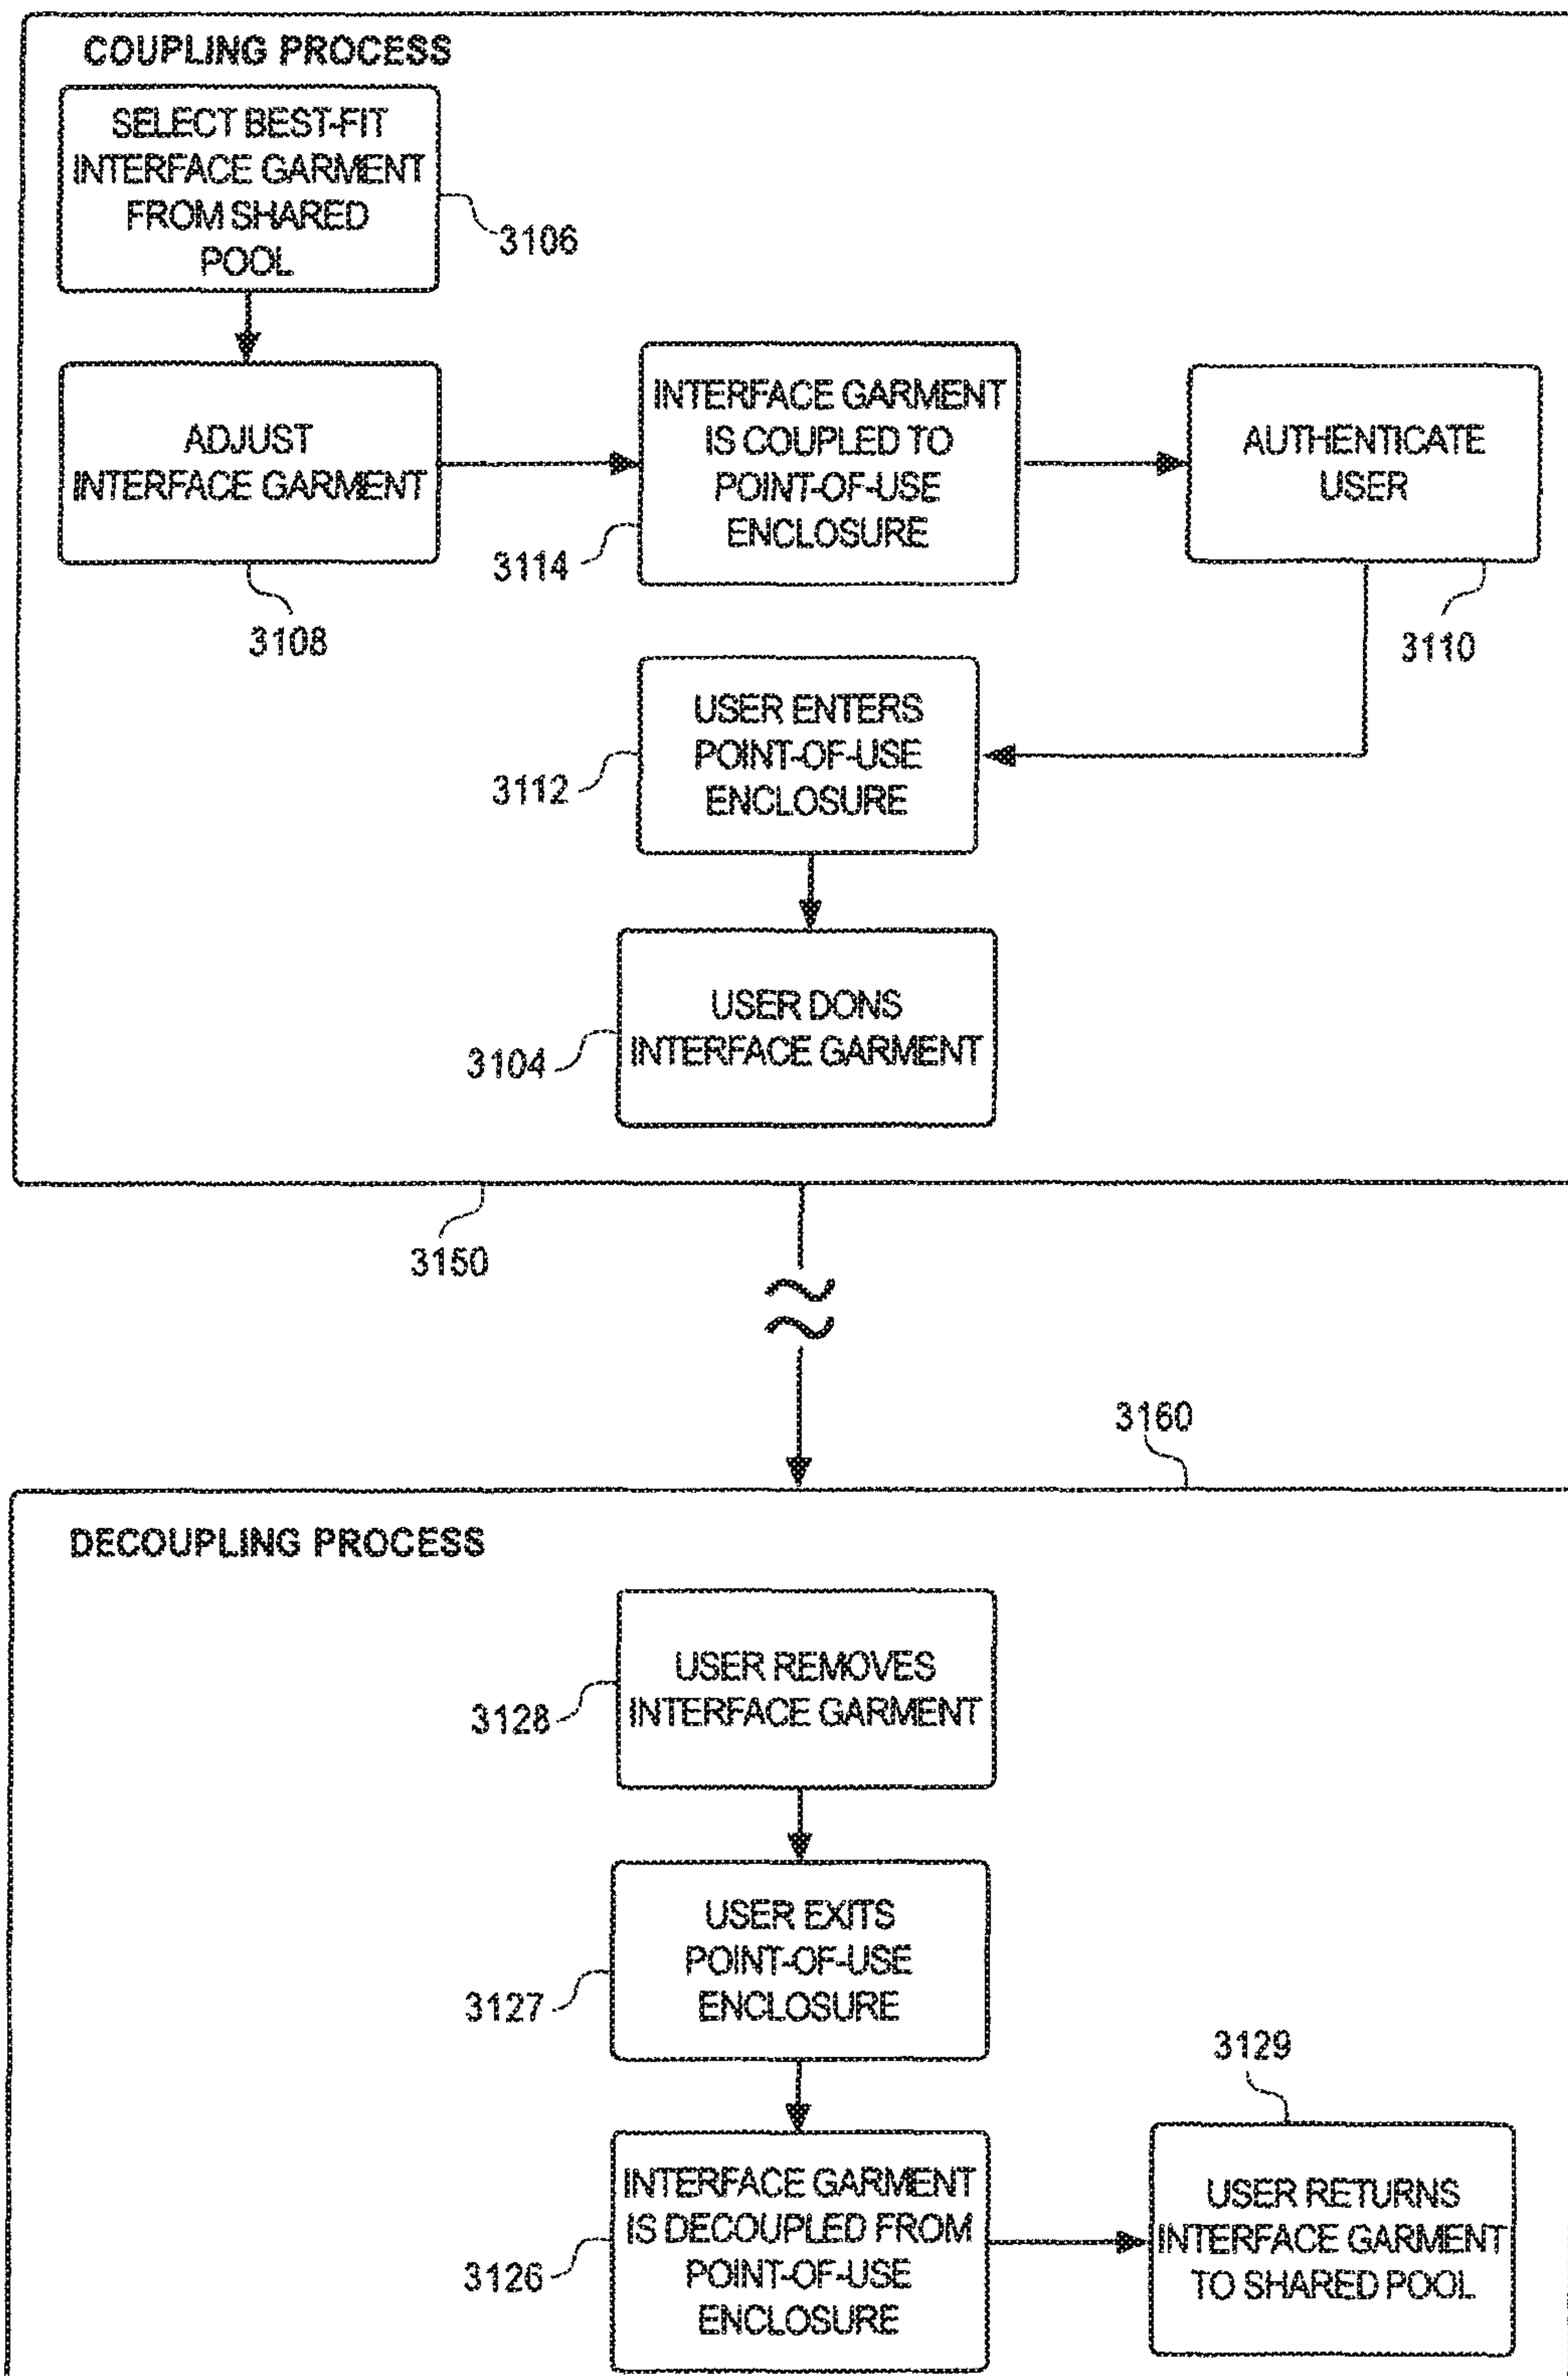 COUPLING PROCESS
SELECT BEST-FIT
INTERFACE GARMENT
FROM SHARED
POOL
3106
ADJUST
INTERFACE GARMENT
3108
INTERFACE GARMENT
IS COUPLED TO
POINT-OF-USE
ENCLOSURE
3114
AUTHENTICATE
USER
3110
USER ENTERS
POINT-OF-USE
ENCLOSURE
3112
USER DONS
INTERFACE GARMENT
3104
3150
3160
DECOUPLING PROCESS
USER REMOVES
INTERFACE GARMENT
3128
USER EXITS
POINT-OF-USE
ENCLOSURE
3127
INTERFACE GARMENT
IS DECOUPLED FROM
POINT-OF-USE
ENCLOSURE
3126
3129
USER RETURNS
INTERFACE GARMENT
TO SHARED POOL